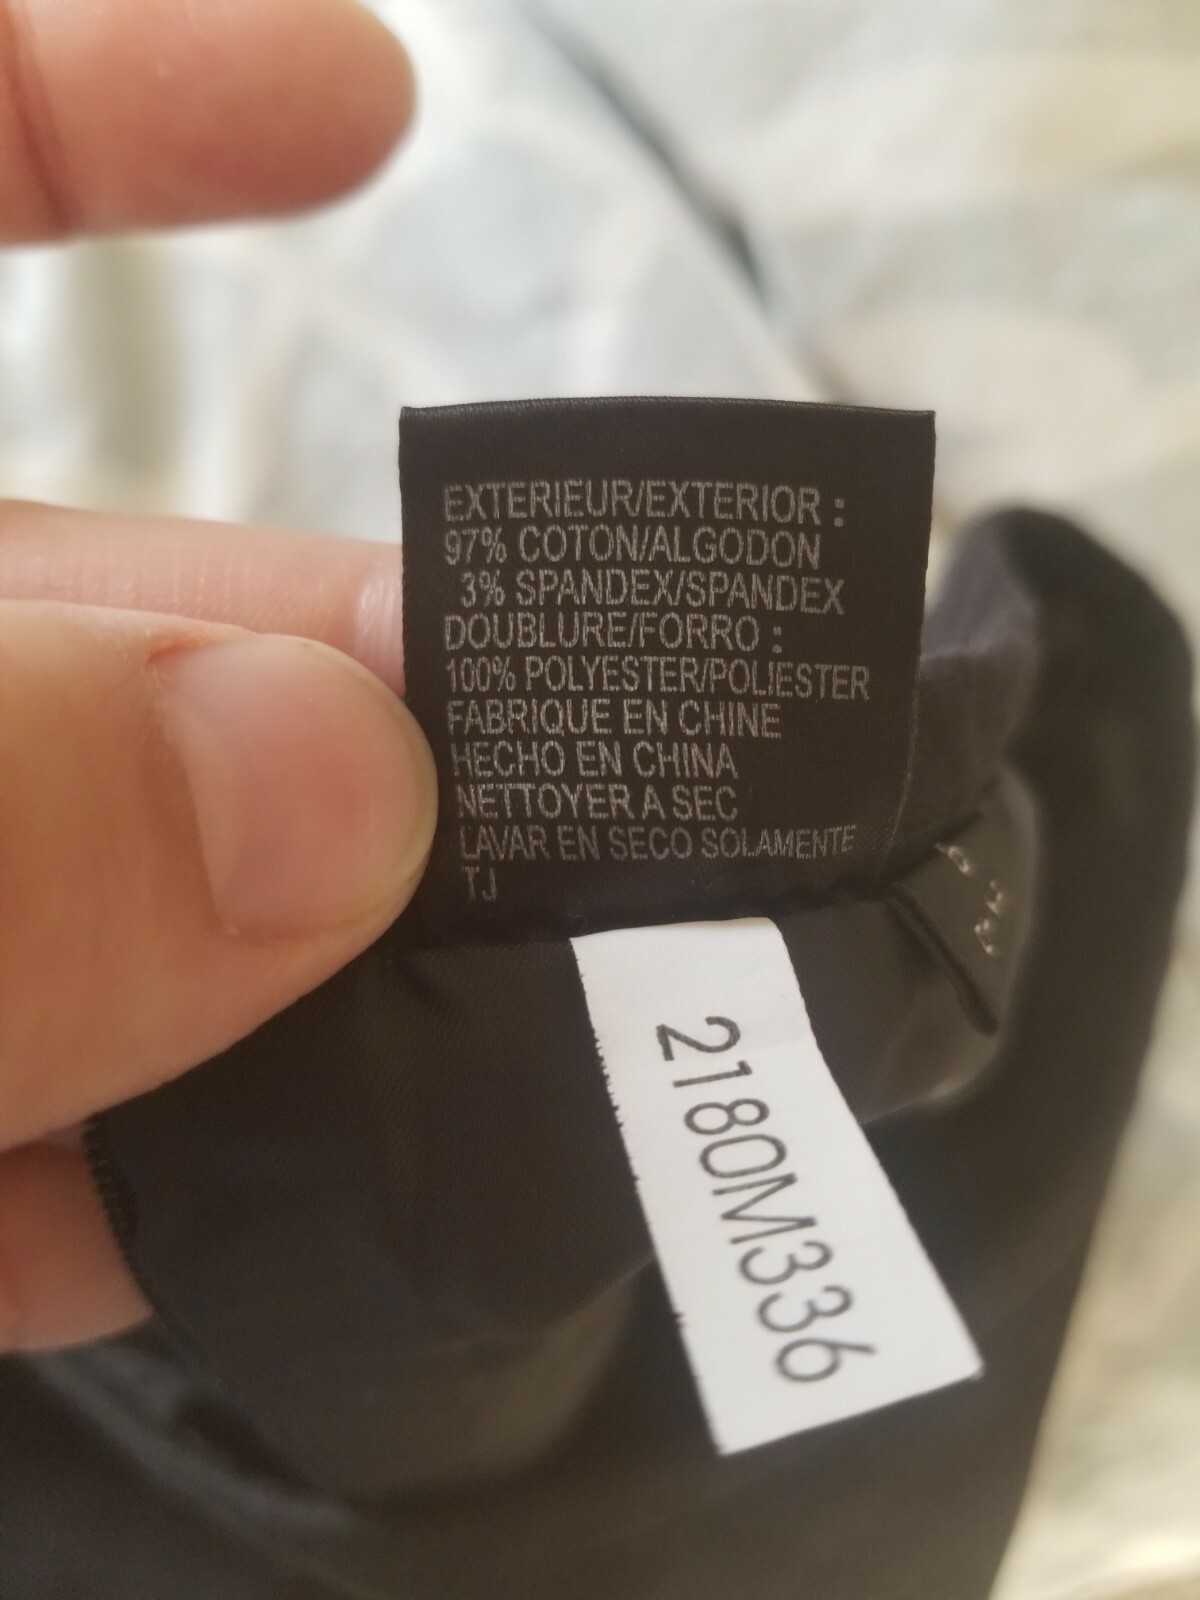 EXTERIEUR/EXTERIOR :
97% COTON/ALGODON
3% SPANDEX/SPANDEX
DOUBLURE/FORRO :
100% POLYESTER/POLIESTER
FABRIQUE EN CHINE
HECHO EN CHINA
NETTOYER A SEC
LAVAR EN SECO SOLAMENTE
TJ
2180M336